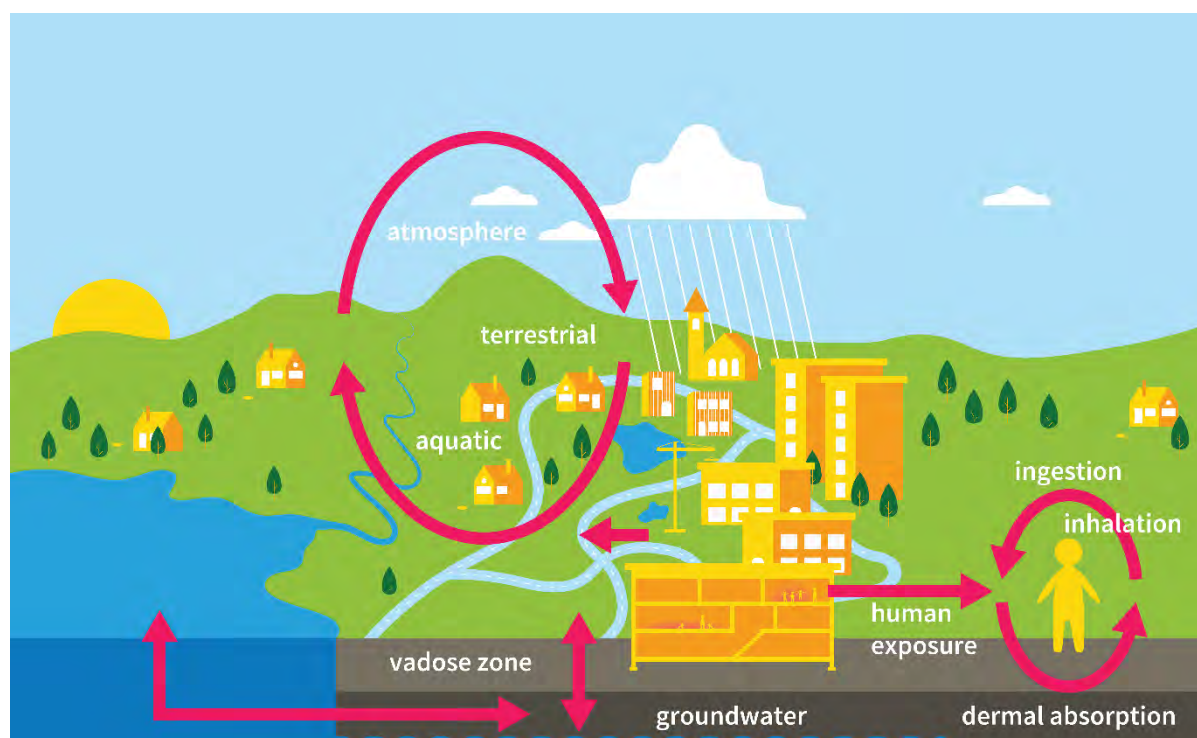 atmosphere
terrestrial
aquatic
ingestion
inhalation
human
exposure
vadose zone
groundwater
dermal absorption